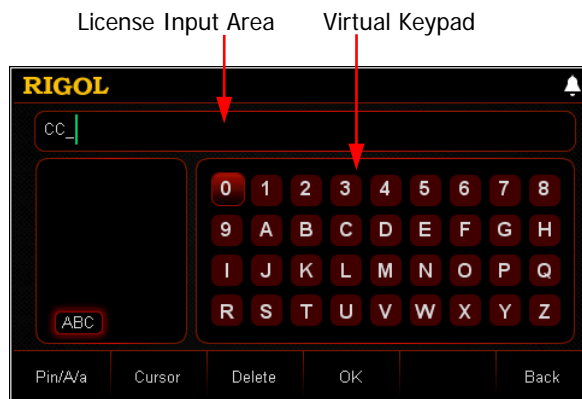 License Input Area Virtual Keypad
RIGOL
CC_
0 1 2 3 4 5 6 7 8
9 A B C D E F G H
I J K L M N O P Q
R S T U V W X Y Z
ABC
Pin/A/a Cursor Delete OK Back